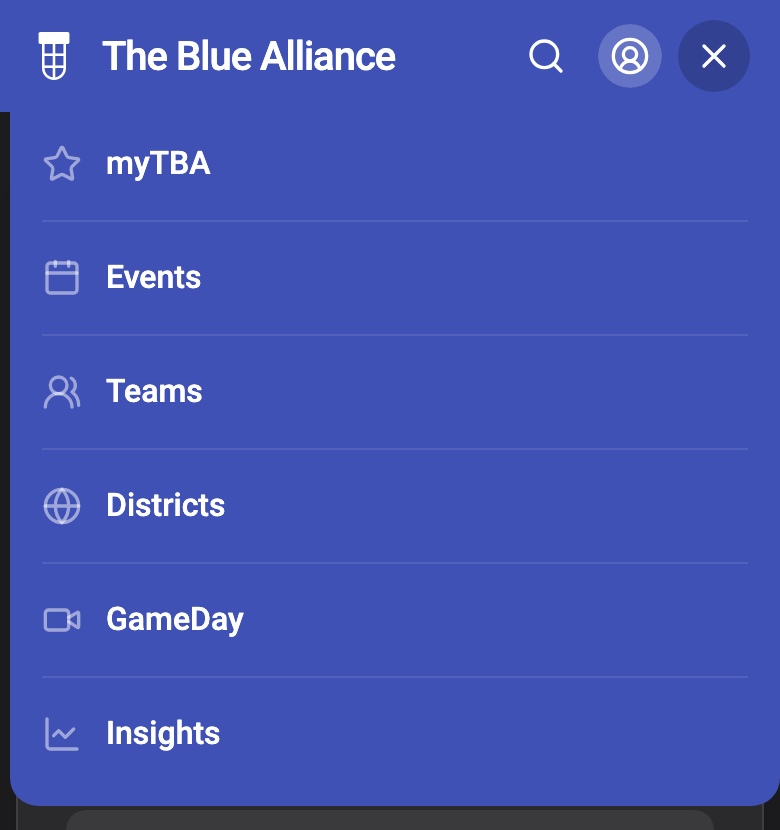 The Blue Alliance
myTBA
Events
Teams
Districts
GameDay
Insights